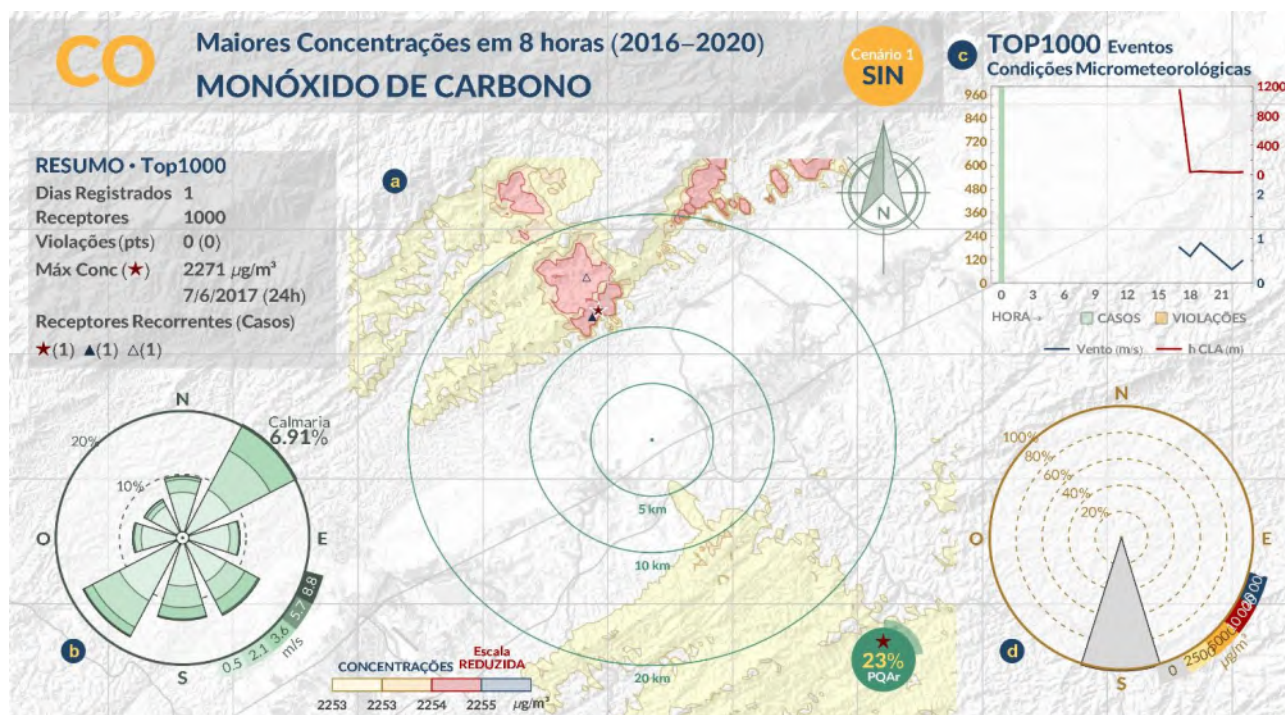 CO
Maiores Concentrações em 8 horas (2016–2020)
MONÓXIDO DE CARBONO
Cenário 1
SIN
RESUMO • Top1000
Dias Registrados 1
Receptores 1000
Violações (pts) 0 (0)
Máx Conc (★) 2271 µg/m³
7/6/2017 (24h)
Receptores Recorrentes (Casos)
★(1) ▲(1) △(1)
a
N
5 km
10 km
20 km
c
TOP1000 Eventos
Condições Micrometeorológicas
960
840
720
600
480
360
240
120
0
1200
800
400
0
2
1
0
0 3 6 9 12 15 18 21
HORA → CASOS VIOLAÇÕES
Vento (m/s) h CLA (m)
b
N
Calmaria
6.91%
20%
10%
O
E
S
0.5 2.1 3.6 5.7 8.8
m/s
CONCENTRAÇÕES
Escala
REDUZIDA
2253 2253 2254 2255 µg/m³
23%
PQAr
d
N
100%
80%
60%
40%
20%
O
E
S
0 2500 5000 10000
µg/m³